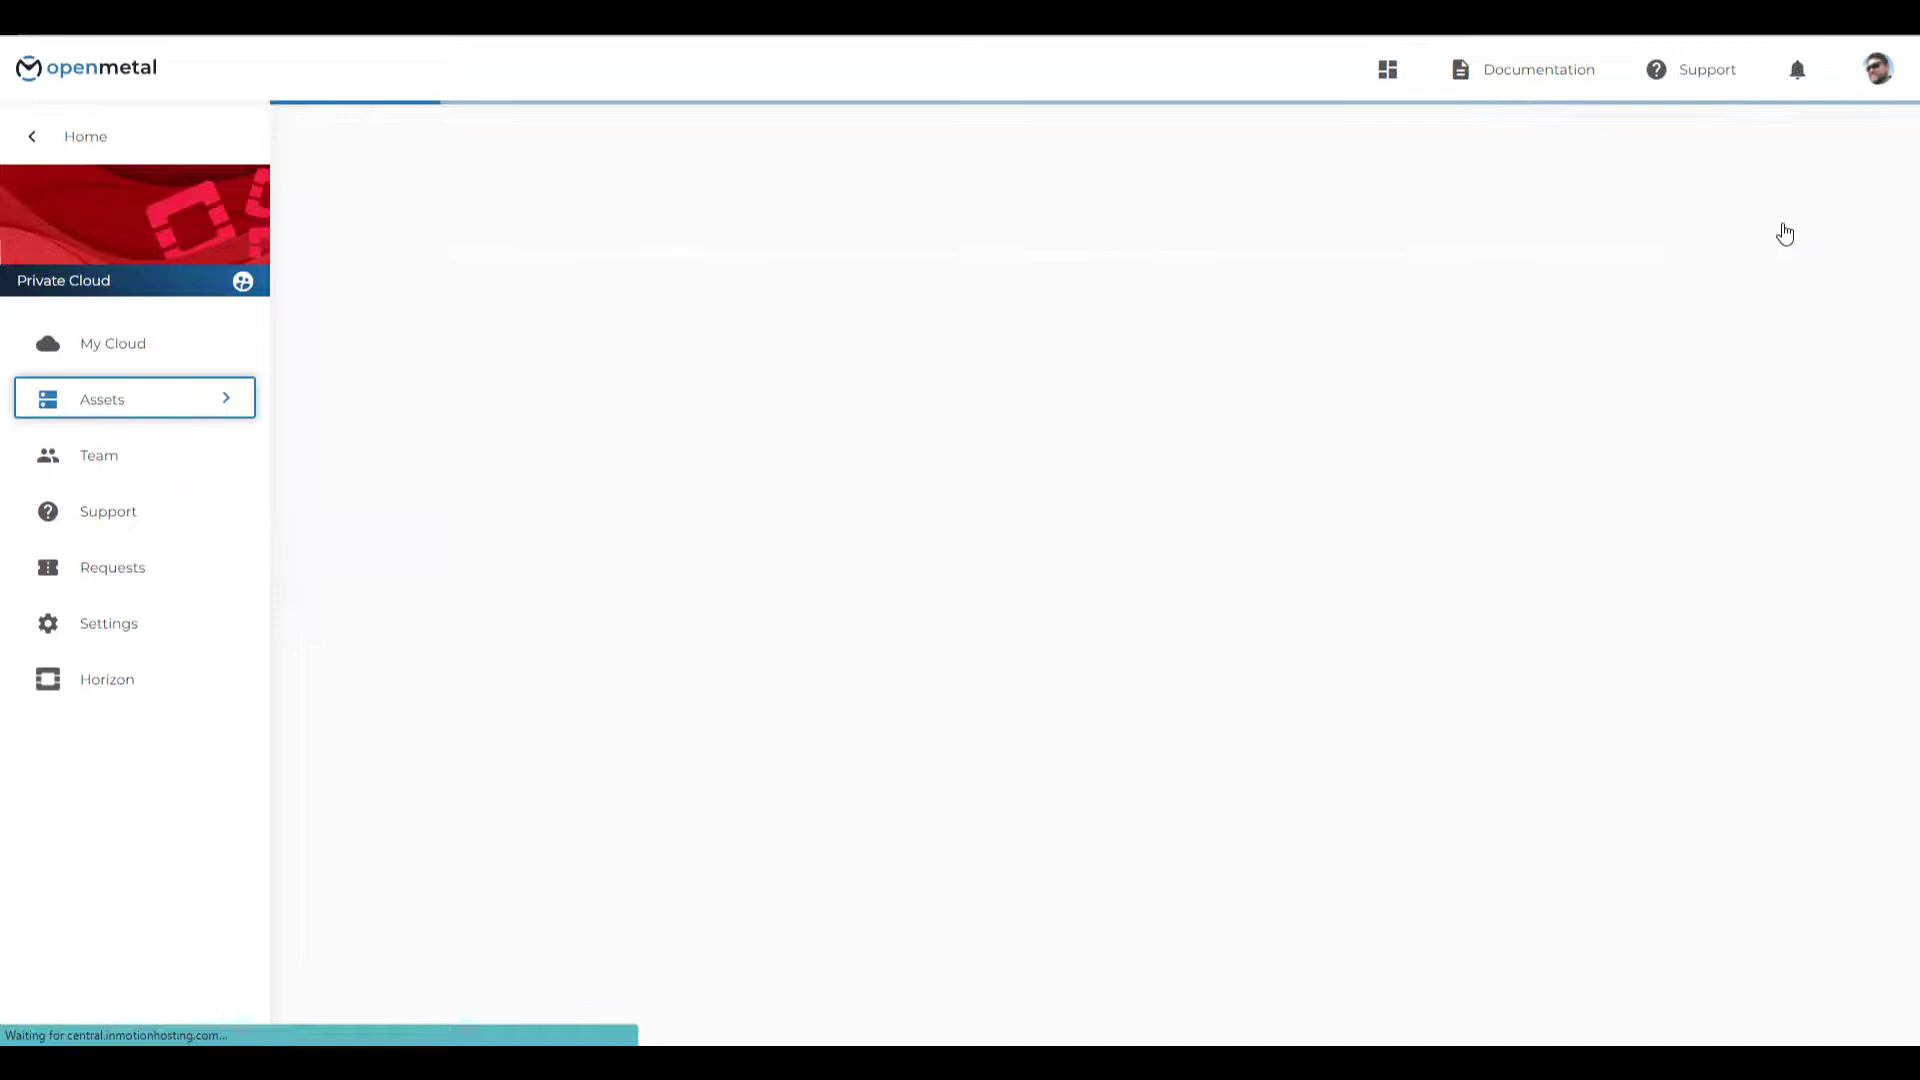 openmetal
Documentation
Support
Home
Private Cloud
My Cloud
Assets
Team
Support
Requests
Settings
Horizon
Waiting for central.inmotionhosting.com...